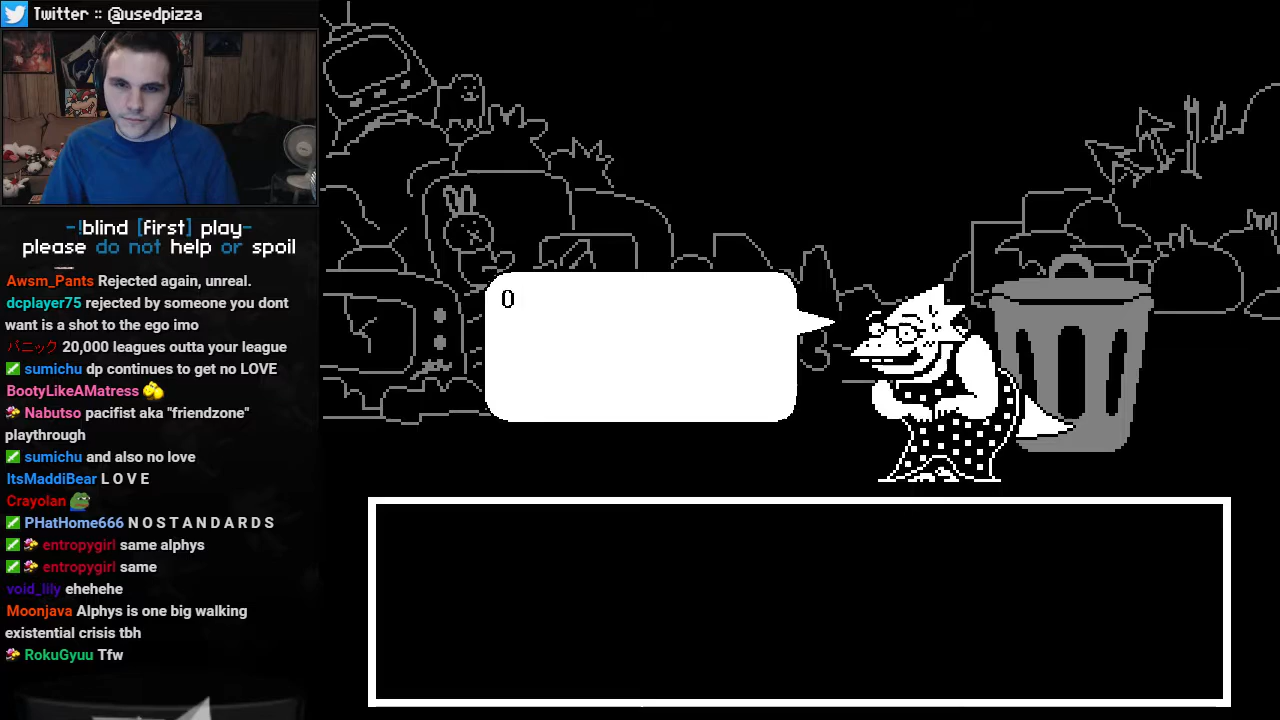 Twitter :: @usedpizza
-!blind [first] play-
please do not help or spoil
Awsm_Pants Rejected again, unreal.
dcplayer75 rejected by someone you dont
want is a shot to the ego imo
パニック 20,000 leagues outta your league
sumichu dp continues to get no LOVE
BootyLikeAMatress
Nabutso pacifist aka "friendzone"
playthrough
sumichu and also no love
ItsMaddiBear L O V E
Crayolan
PHatHome666 N O S T A N D A R D S
entropygirl same alphys
entropygirl same
void_lily ehehehe
Moonjava Alphys is one big walking
existential crisis tbh
RokuGyuu Tfw
O